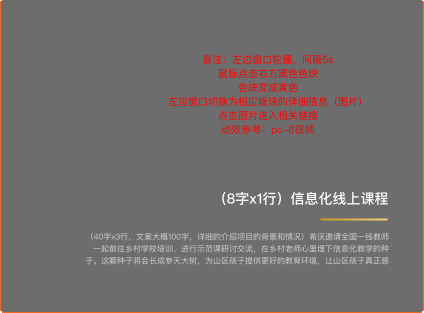 备注：左边窗口轮播，间隔5s
鼠标点击右方黑色色块
色块变成黄色
左边窗口切换为相应版块的详细信息（图片）
点击图片进入相关链接
动效参考：pc-6视频
（8字x1行）信息化线上课程
（40字x3行，文案大概100字，详细的介绍项目的背景和情况）希沃邀请全国一线教师
一起前往乡村学校培训、进行示范课研讨交流，在乡村老师心里埋下信息化教学的种
子。这颗种子将会长成参天大树，为山区孩子提供更好的教育环境，让山区孩子真正感